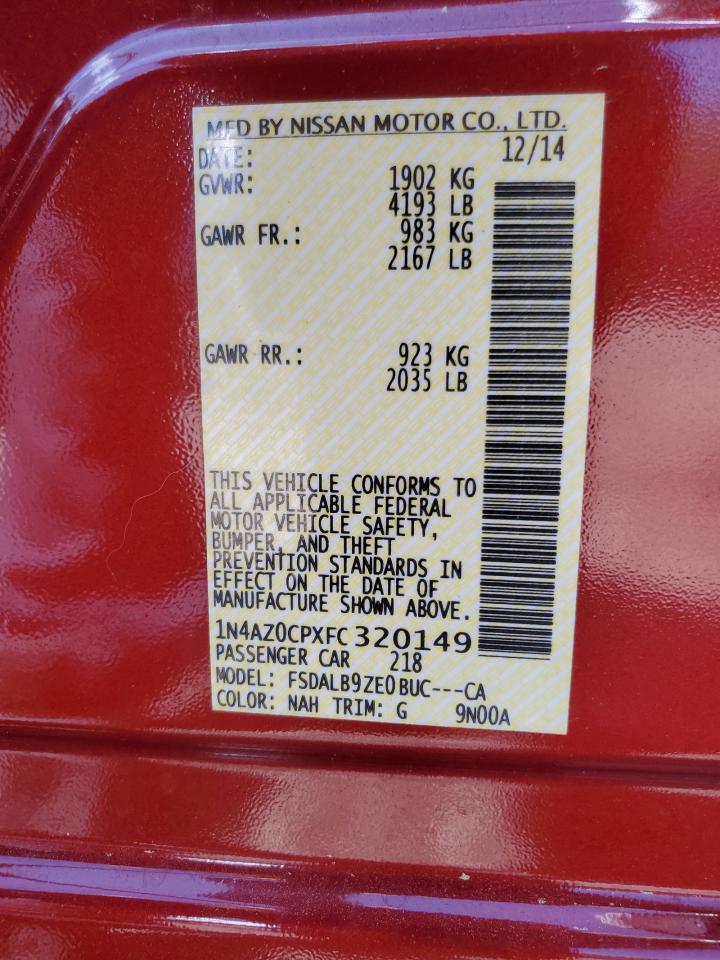 MFD BY NISSAN MOTOR CO., LTD.
DATE: 12/14
GVWR: 1902 KG
4193 LB
GAWR FR.: 983 KG
2167 LB
GAWR RR.: 923 KG
2035 LB
THIS VEHICLE CONFORMS TO
ALL APPLICABLE FEDERAL
MOTOR VEHICLE SAFETY,
BUMPER, AND THEFT
PREVENTION STANDARDS IN
EFFECT ON THE DATE OF
MANUFACTURE SHOWN ABOVE.
1N4AZ0CPXFC320149
PASSENGER CAR 218
MODEL: FSDALB9ZE0BUC---CA
COLOR: NAH TRIM: G 9N00A